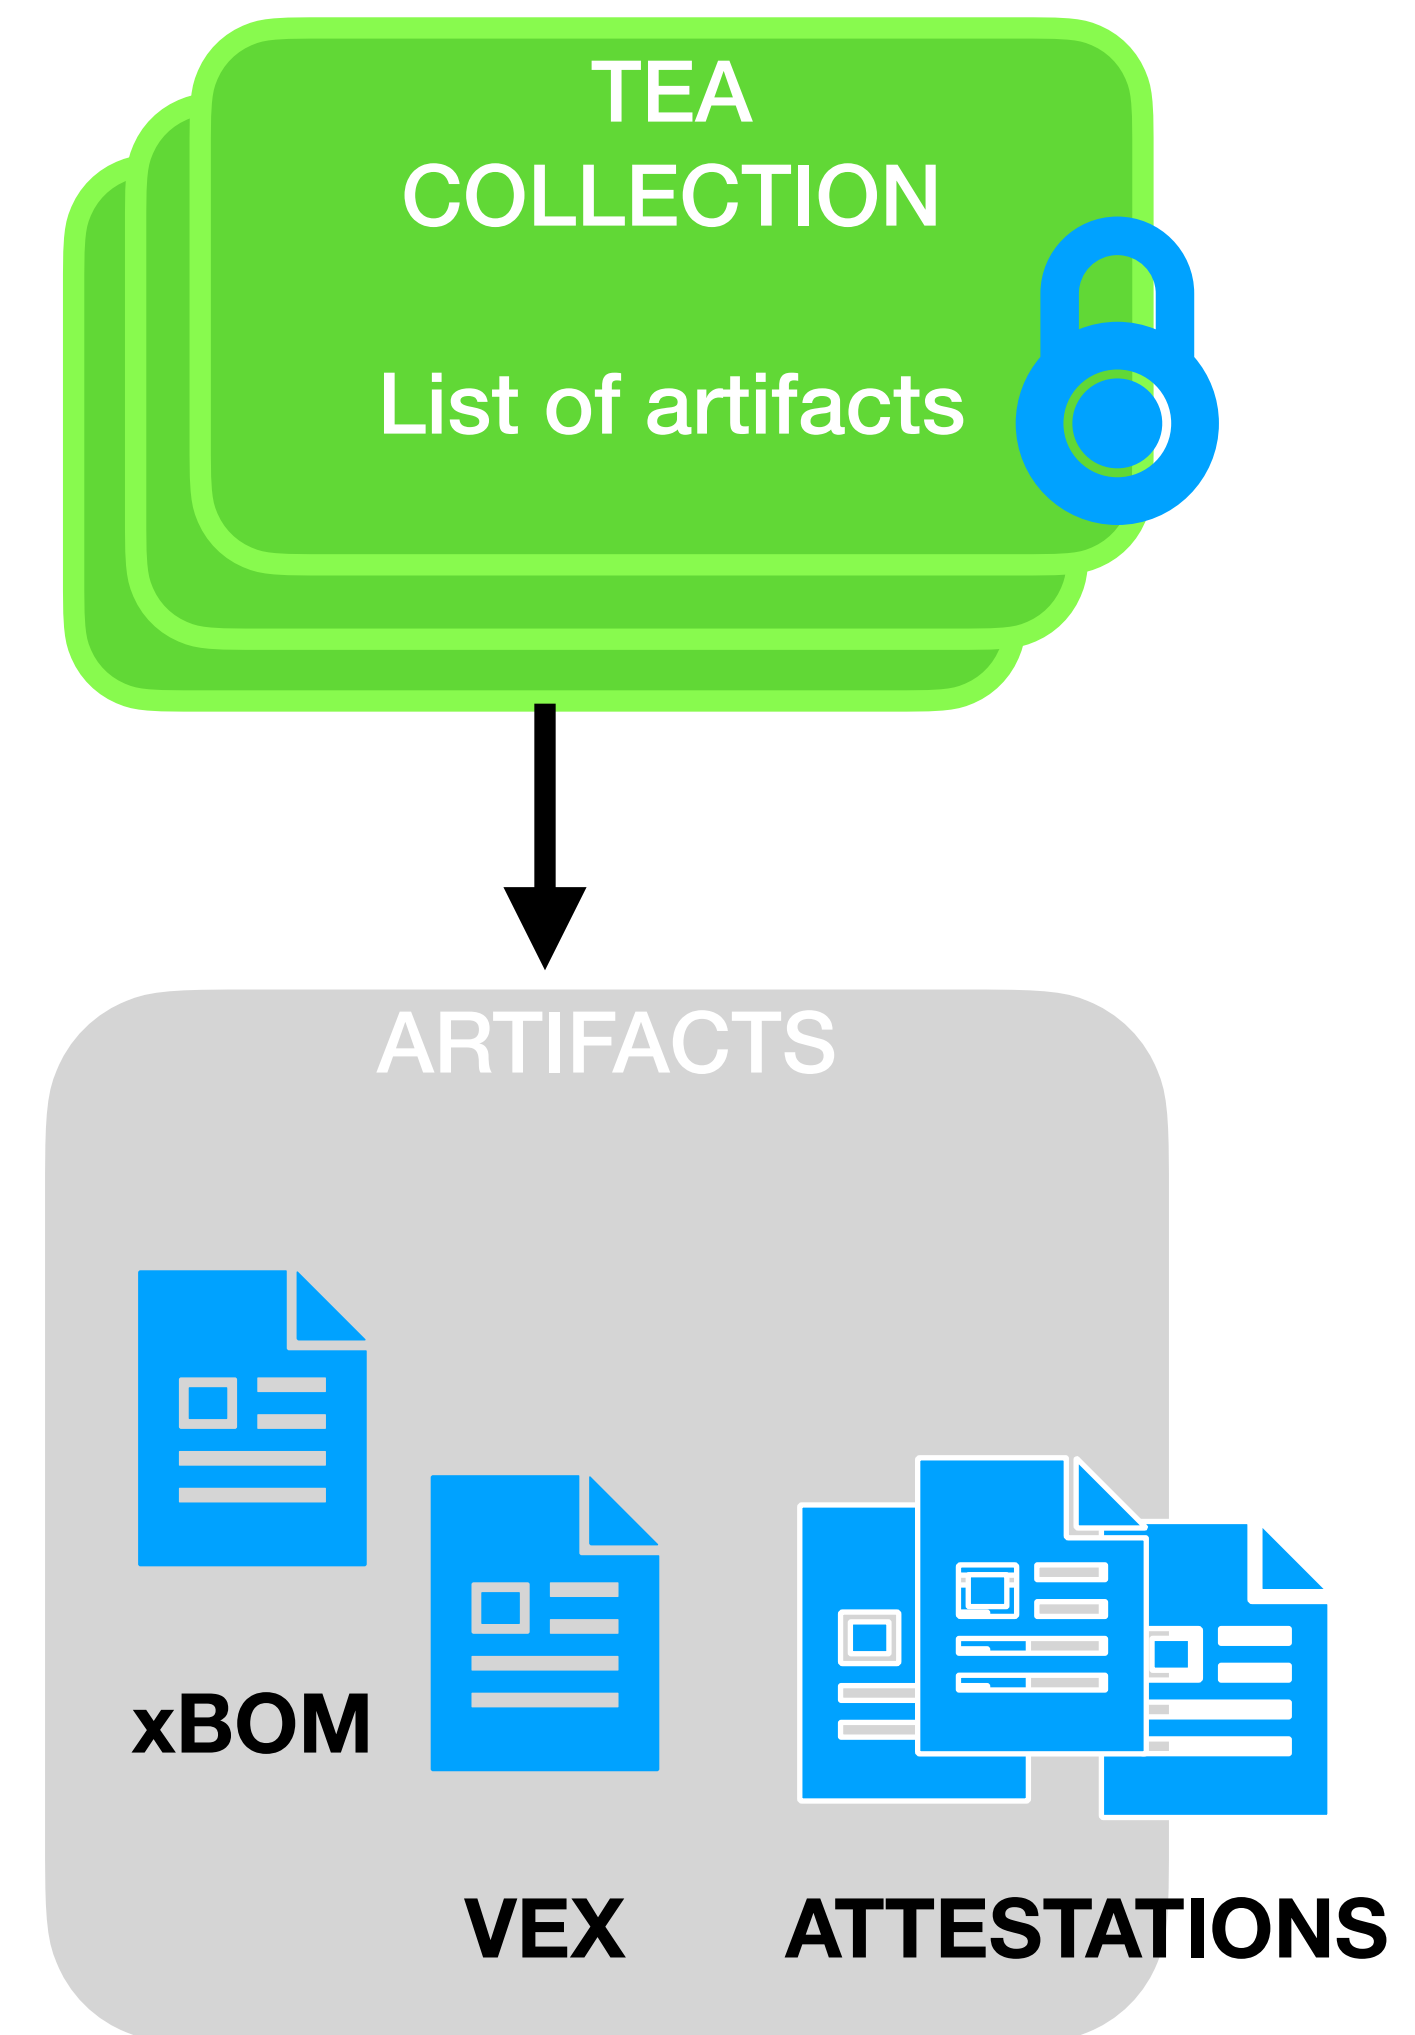 TEA
COLLECTION
List of artifacts
ARTIFACTS
xBOM
VEX
ATTESTATIONS